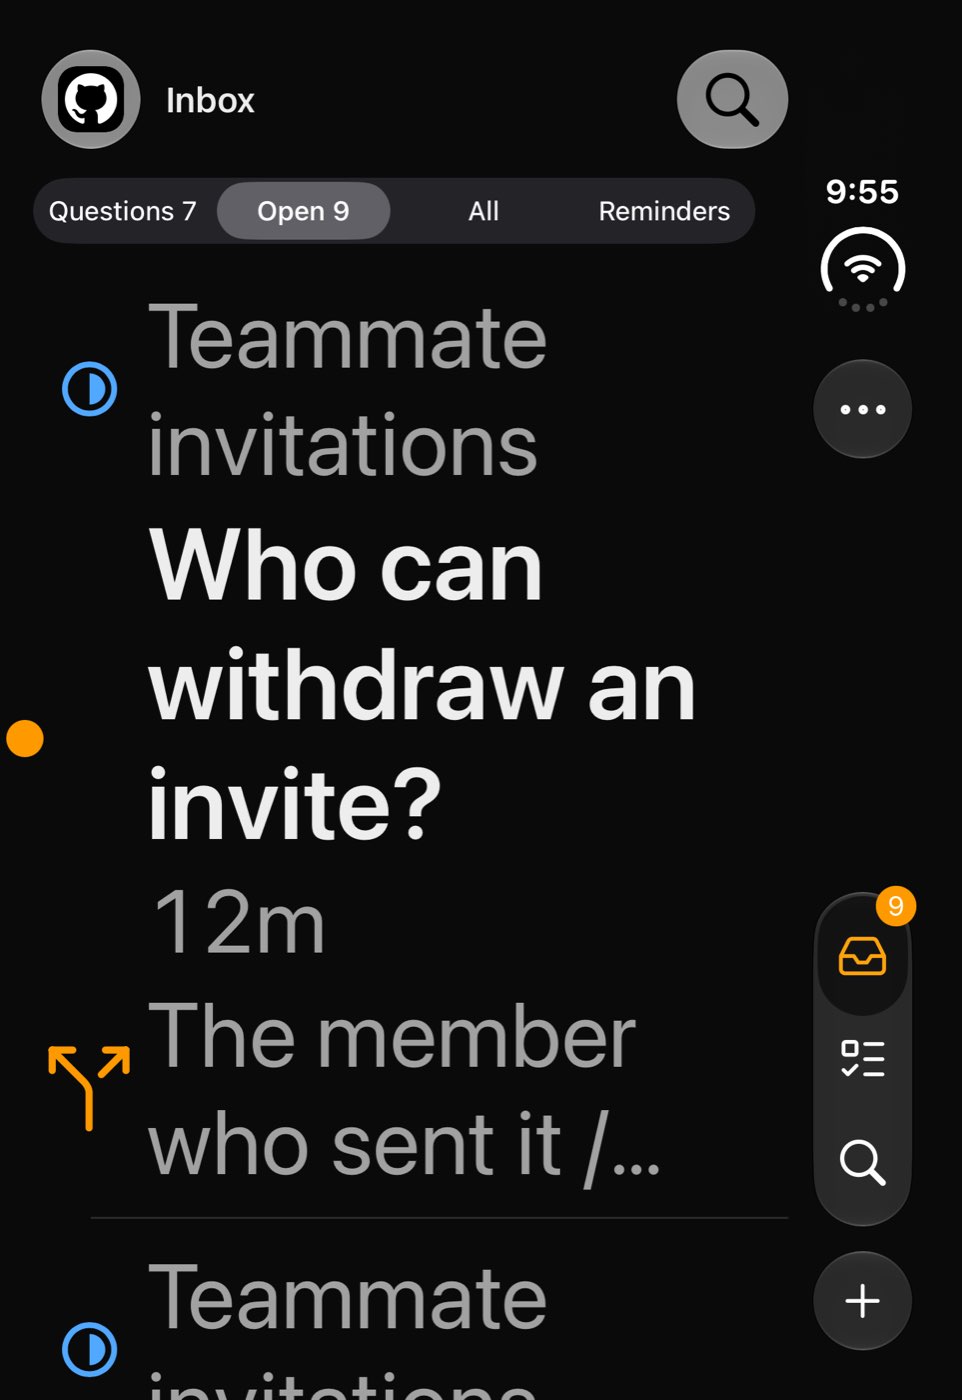 Inbox
Questions 7 Open 9 All Reminders
9:55
Teammate
invitations
Who can
withdraw an
invite?
12m
The member
who sent it /…
9
Teammate
invitations